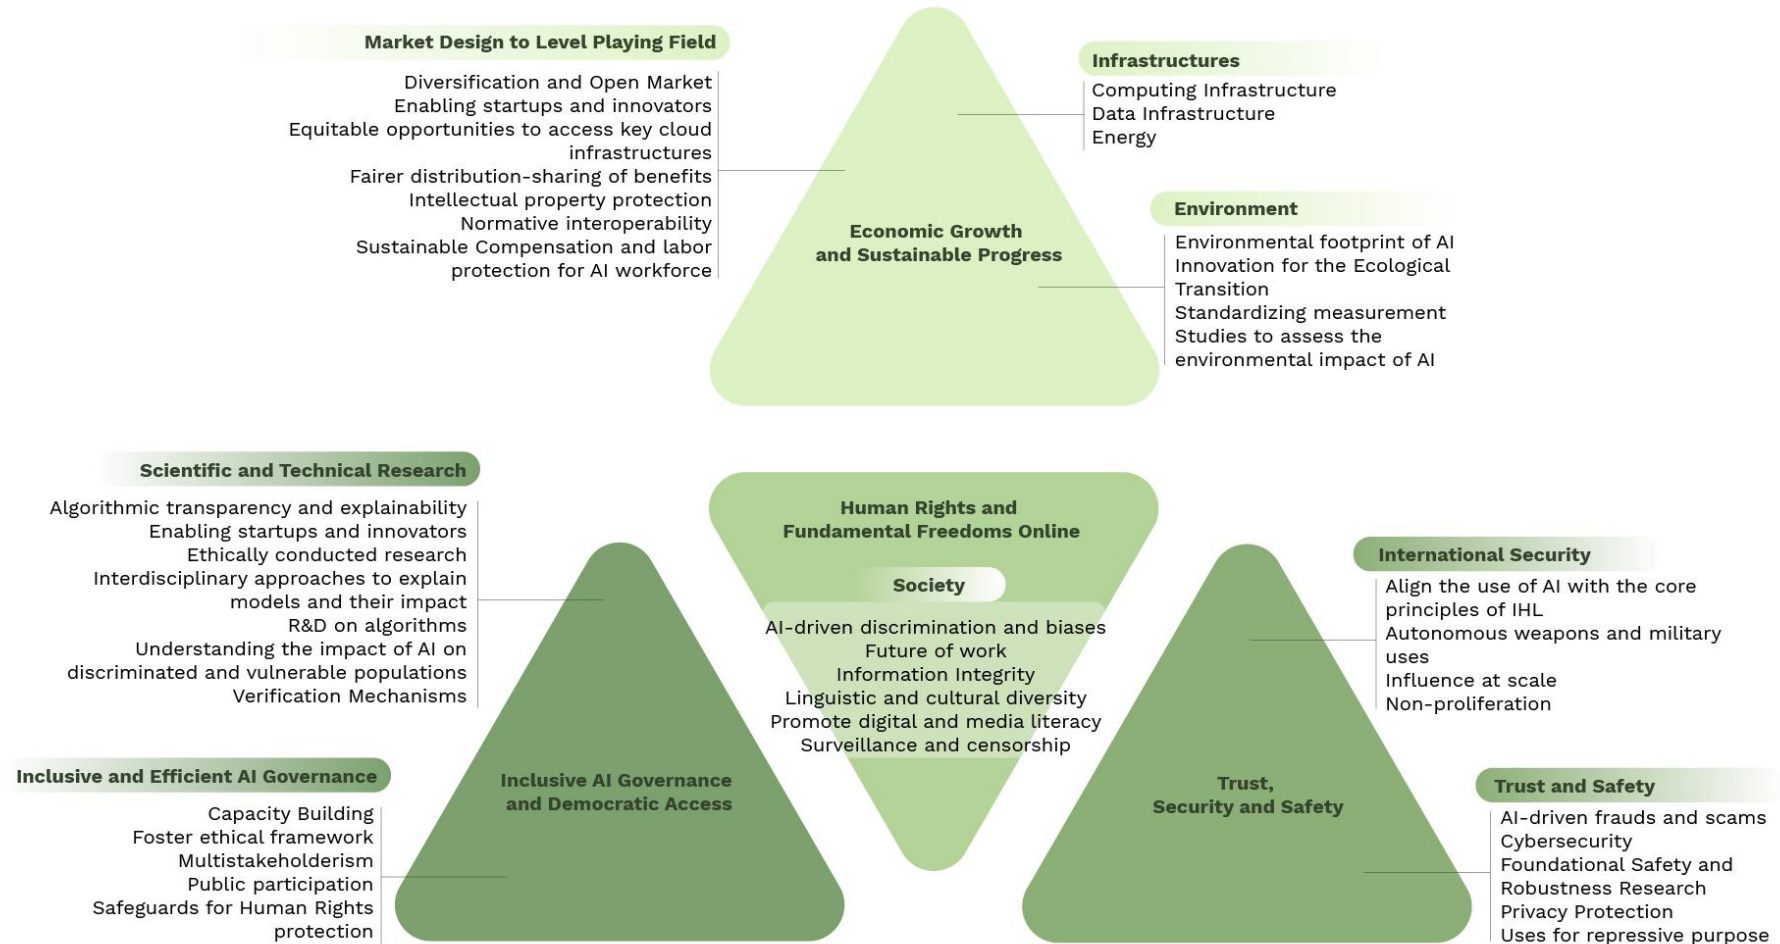 Market Design to Level Playing Field
Diversification and Open Market
Enabling startups and innovators
Equitable opportunities to access key cloud
infrastructures
Fairer distribution-sharing of benefits
Intellectual property protection
Normative interoperability
Sustainable Compensation and labor
protection for AI workforce
Economic Growth
and Sustainable Progress
Infrastructures
Computing Infrastructure
Data Infrastructure
Energy
Environment
Environmental footprint of AI
Innovation for the Ecological
Transition
Standardizing measurement
Studies to assess the
environmental impact of AI
Scientific and Technical Research
Algorithmic transparency and explainability
Enabling startups and innovators
Ethically conducted research
Interdisciplinary approaches to explain
models and their impact
R&D on algorithms
Understanding the impact of AI on
discriminated and vulnerable populations
Verification Mechanisms
Inclusive and Efficient AI Governance
Capacity Building
Foster ethical framework
Multistakeholderism
Public participation
Safeguards for Human Rights
protection
Inclusive AI Governance
and Democratic Access
Human Rights and
Fundamental Freedoms Online
Society
AI-driven discrimination and biases
Future of work
Information Integrity
Linguistic and cultural diversity
Promote digital and media literacy
Surveillance and censorship
Trust,
Security and Safety
International Security
Align the use of AI with the core
principles of IHL
Autonomous weapons and military
uses
Influence at scale
Non-proliferation
Trust and Safety
AI-driven frauds and scams
Cybersecurity
Foundational Safety and
Robustness Research
Privacy Protection
Uses for repressive purpose